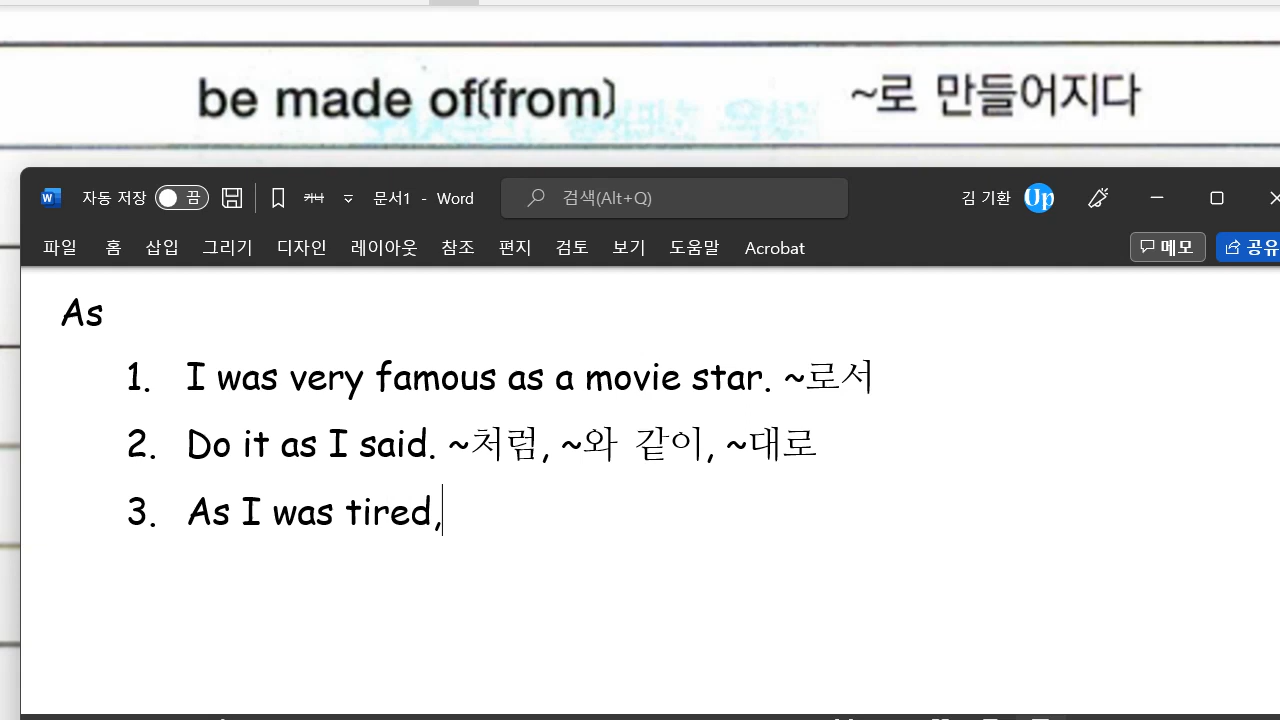 be made of(from) ~로 만들어지다
자동 저장 끔 문서1 - Word 검색(Alt+Q) 김 기환 Up
파일 홈 삽입 그리기 디자인 레이아웃 참조 편지 검토 보기 도움말 Acrobat 메모 공유
As
1. I was very famous as a movie star. ~로서
2. Do it as I said. ~처럼, ~와 같이, ~대로
3. As I was tired,